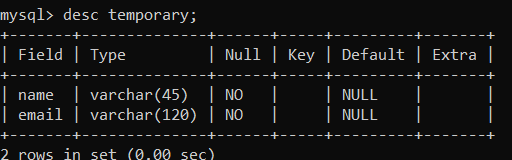 mysql> desc temporary;
+-------+--------------+------+-----+---------+-------+
| Field | Type         | Null | Key | Default | Extra |
+-------+--------------+------+-----+---------+-------+
| name  | varchar(45)  | NO   |     | NULL    |       |
| email | varchar(120) | NO   |     | NULL    |       |
+-------+--------------+------+-----+---------+-------+
2 rows in set (0.00 sec)